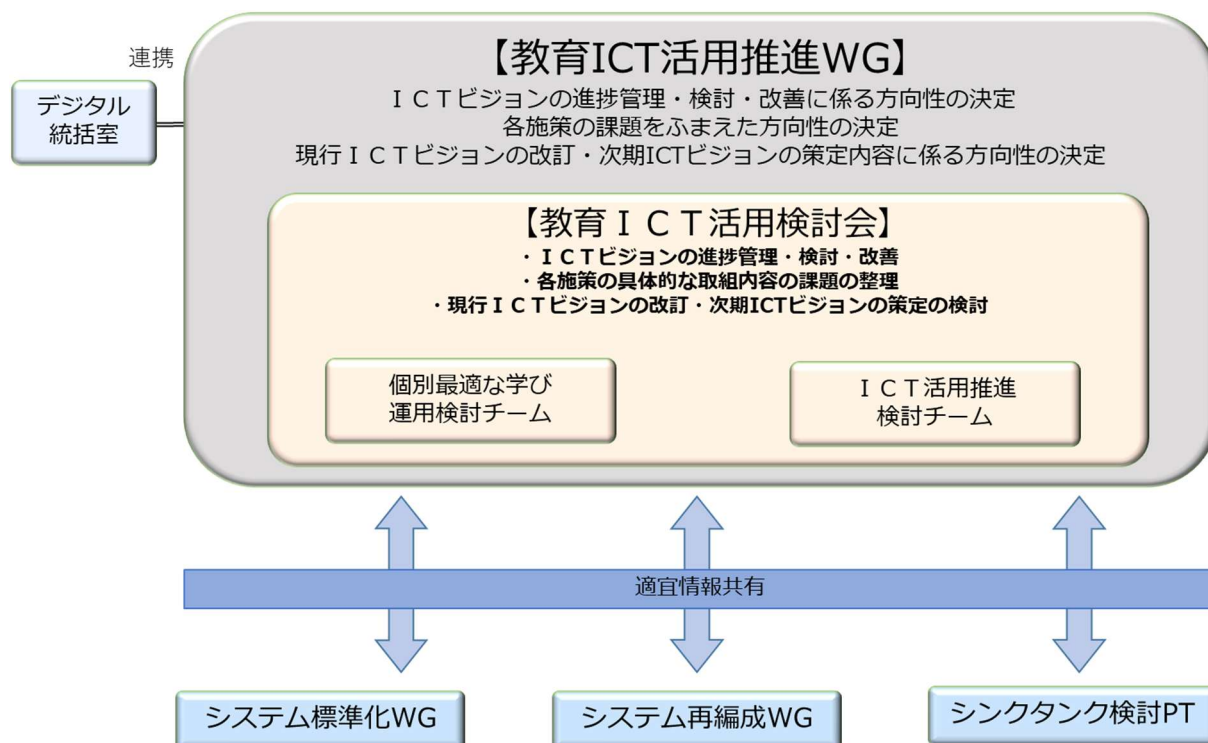 連携
デジタル
統括室
【教育ICT活用推進WG】
ＩＣＴビジョンの進捗管理・検討・改善に係る方向性の決定
各施策の課題をふまえた方向性の決定
現行ＩＣＴビジョンの改訂・次期ICTビジョンの策定内容に係る方向性の決定
【教育ＩＣＴ活用検討会】
・ＩＣＴビジョンの進捗管理・検討・改善
・各施策の具体的な取組内容の課題の整理
・現行ＩＣＴビジョンの改訂・次期ICTビジョンの策定の検討
個別最適な学び
運用検討チーム
ＩＣＴ活用推進
検討チーム
適宜情報共有
システム標準化WG
システム再編成WG
シンクタンク検討PT